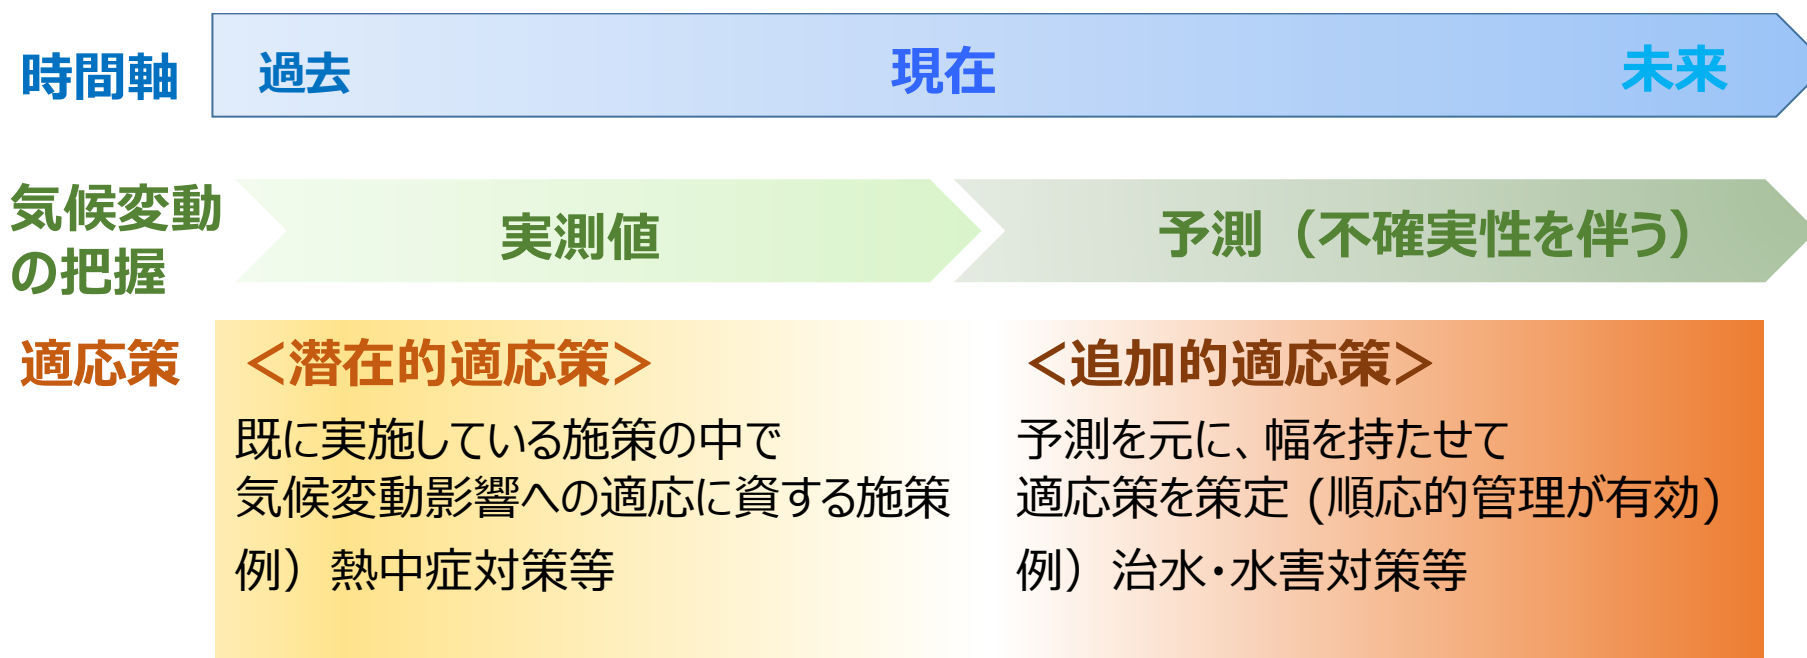 時間軸
過去
現在
未来
気候変動
の把握
実測値
予測（不確実性を伴う）
適応策
＜潜在的適応策＞
既に実施している施策の中で
気候変動影響への適応に資する施策
例）熱中症対策等
＜追加的適応策＞
予測を元に、幅を持たせて
適応策を策定 (順応的管理が有効)
例）治水・水害対策等